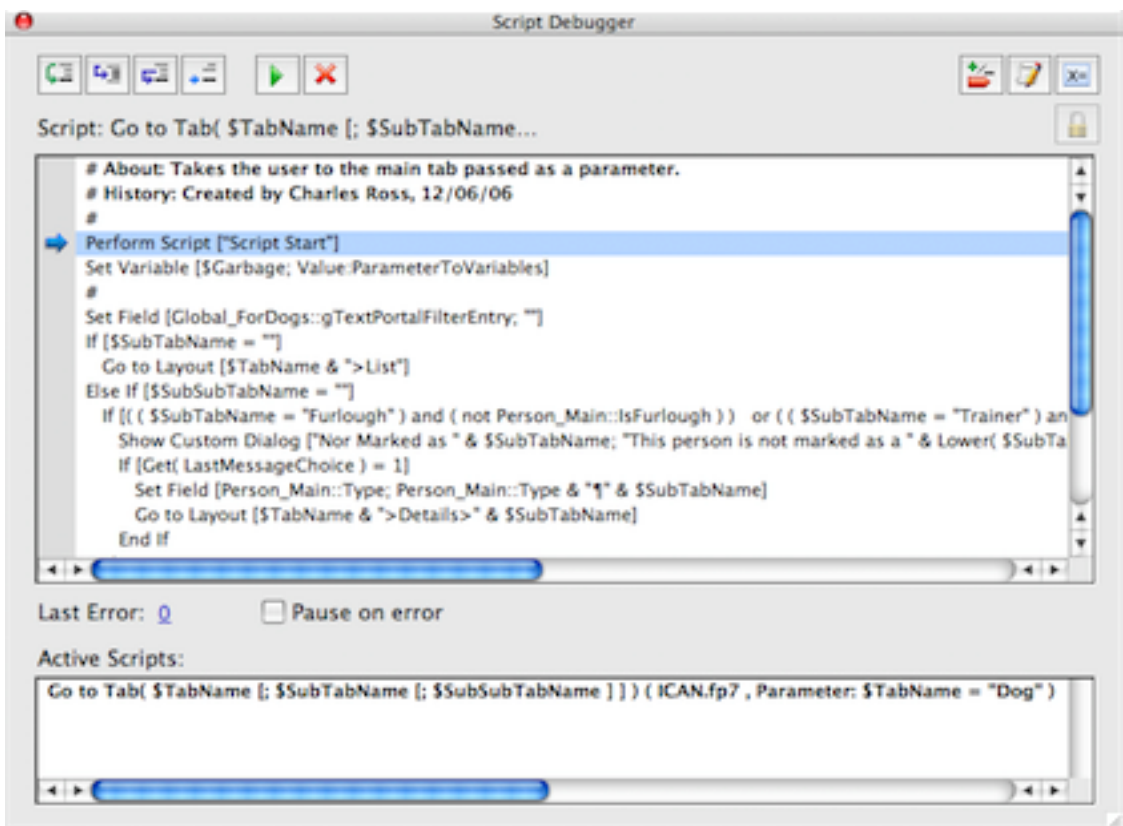 Script Debugger
Script: Go to Tab( $TabName [; $SubTabName...
# About: Takes the user to the main tab passed as a parameter.
# History: Created by Charles Ross, 12/06/06
#
Perform Script ["Script Start"]
Set Variable [$Garbage; Value:ParameterToVariables]
#
Set Field [Global_ForDogs::gTextPortalFilterEntry; ""]
If [$SubTabName = ""]
Go to Layout [$TabName & ">List"]
Else If [$SubSubTabName = ""]
If [( ( $SubTabName = "Furlough" ) and ( not Person_Main::IsFurlough ) ) or ( ( $SubTabName = "Trainer" ) an
Show Custom Dialog ["Nor Marked as " & $SubTabName; "This person is not marked as a " & Lower( $SubTa
If [Get( LastMessageChoice ) = 1]
Set Field [Person_Main::Type; Person_Main::Type & "¶" & $SubTabName]
Go to Layout [$TabName & ">Details>" & $SubTabName]
End If
Last Error: 0 Pause on error
Active Scripts:
Go to Tab( $TabName [; $SubTabName [; $SubSubTabName ] ] ) ( ICAN.fp7 , Parameter: $TabName = "Dog" )